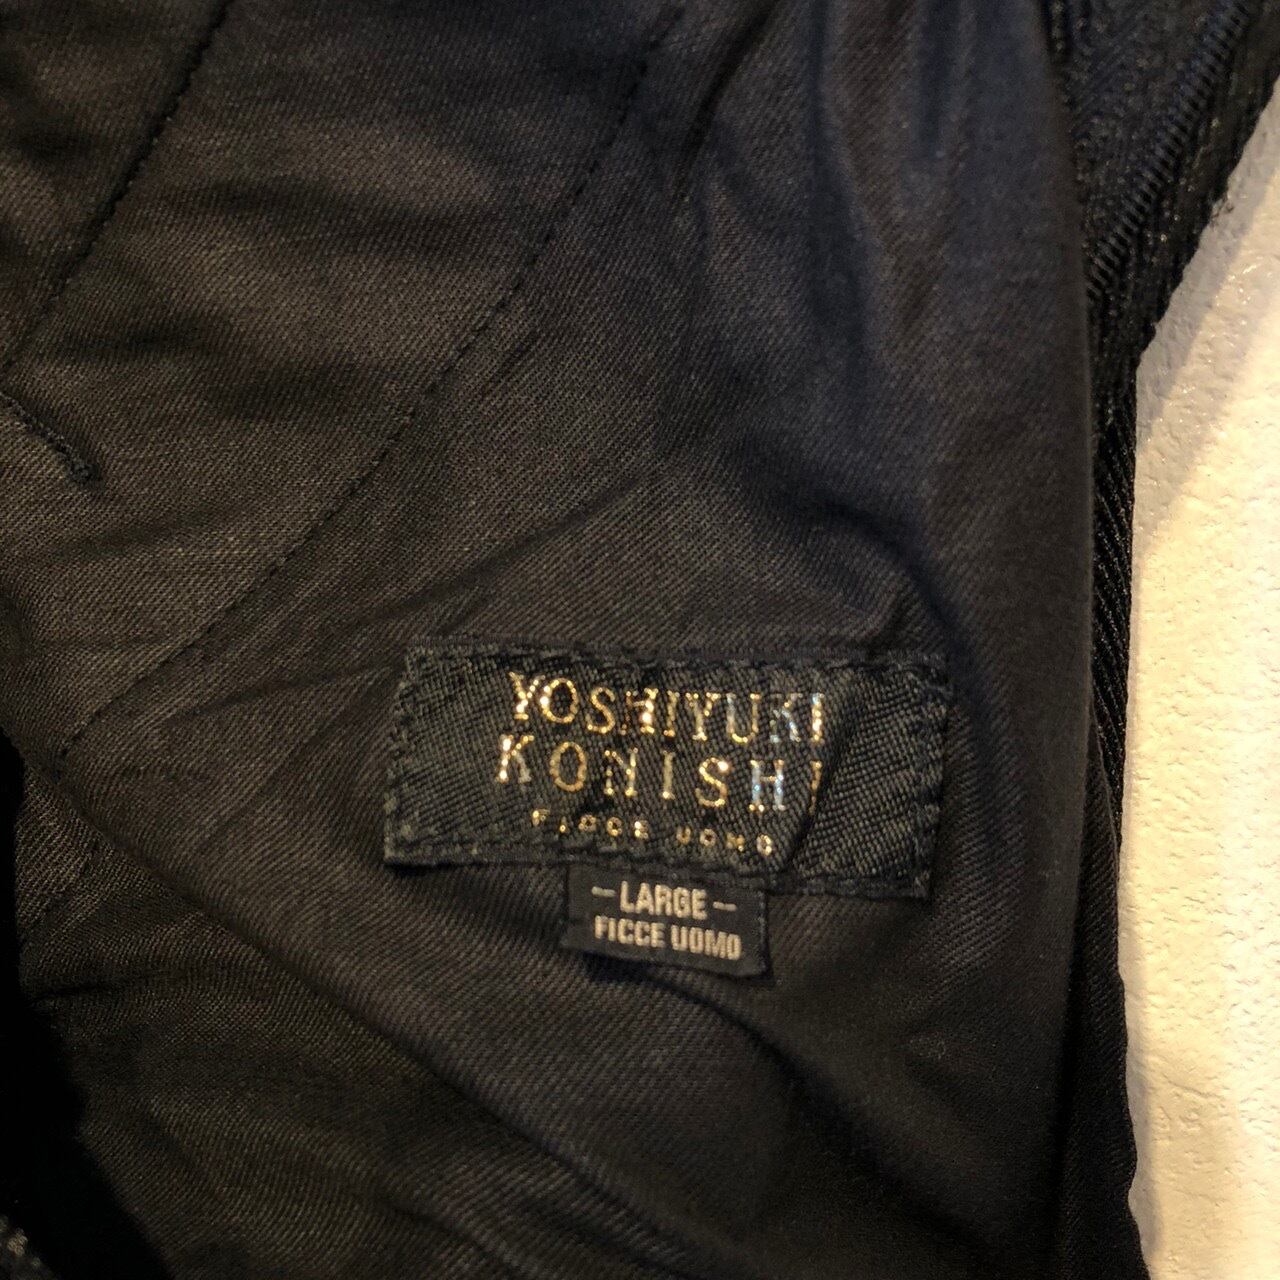 YOSHIYUKI
KONISHI
FICCE UOMO
— LARGE —
FICCE UOMO